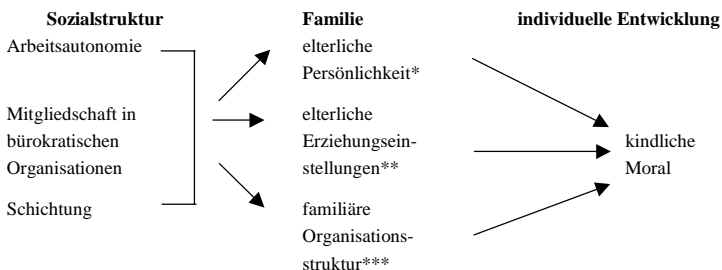 Sozialstruktur
Familie
individuelle Entwicklung
Arbeitsautonomie
elterliche
Persönlichkeit*
Mitgliedschaft in
bürokratischen
Organisationen
elterliche
Erziehungsein-
stellungen**
kindliche
Moral
Schichtung
familiäre
Organisations-
struktur***